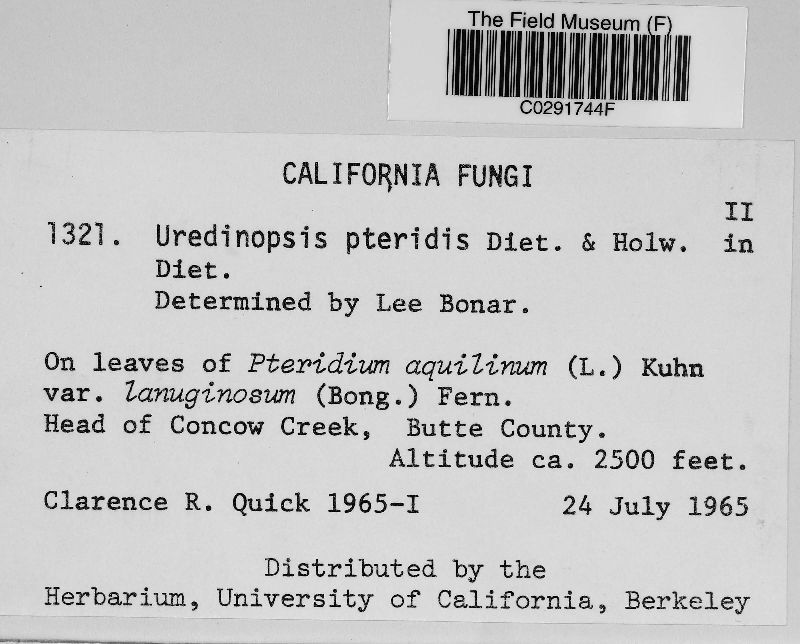 The Field Museum (F)
C0291744F
CALIFORNIA FUNGI
II
1321. Uredinopsis pteridis Diet. & Holw. in
Diet.
Determined by Lee Bonar.
On leaves of Pteridium aquilinum (L.) Kuhn
var. lanuginosum (Bong.) Fern.
Head of Concow Creek, Butte County.
Altitude ca. 2500 feet.
Clarence R. Quick 1965-I 24 July 1965
Distributed by the
Herbarium, University of California, Berkeley